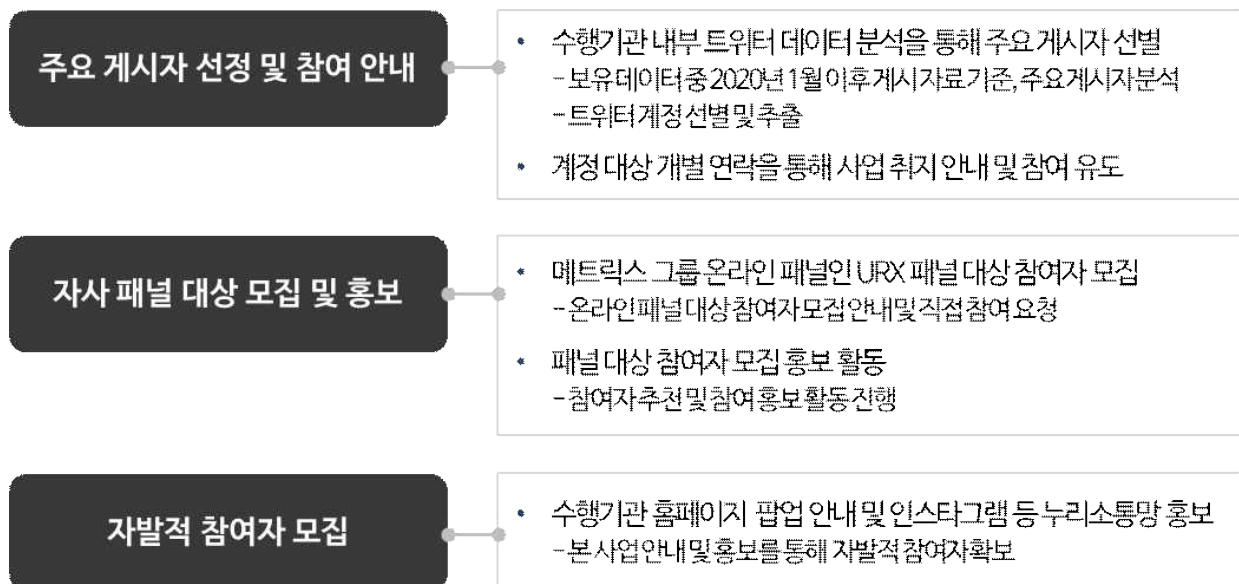 주요 게시자 선정 및 참여 안내
• 수행기관 내부 트위터 데이터 분석을 통해 주요 게시자 선별
- 보유 데이터 중 2020년 1월 이후 게시 자료 기준, 주요 게시자 분석
- 트위터 계정 선별 및 추출
• 계정 대상 개별 연락을 통해 사업 취지 안내 및 참여 유도
자사 패널 대상 모집 및 홍보
• 메트릭스 그룹 온라인 패널인 URX 패널 대상 참여자 모집
- 온라인 패널 대상 참여자 모집 안내 및 직접 참여 요청
• 패널 대상 참여자 모집 홍보 활동
- 참여자 추천 및 참여 홍보 활동 진행
자발적 참여자 모집
• 수행기관 홈페이지 팝업 안내 및 인스타그램 등 누리소통망 홍보
- 본 사업 안내 및 홍보를 통해 자발적 참여자 확보